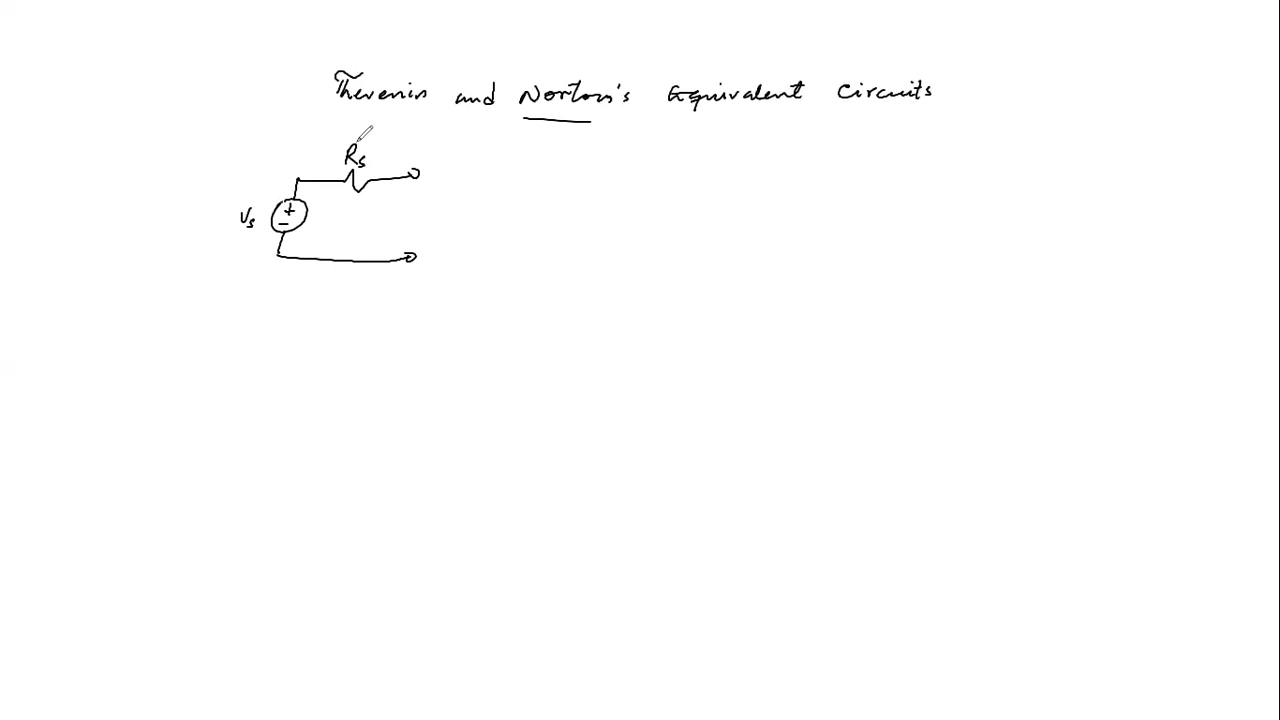 Thevenin and Norton's Equivalent Circuits
Rs
Vs
+
-